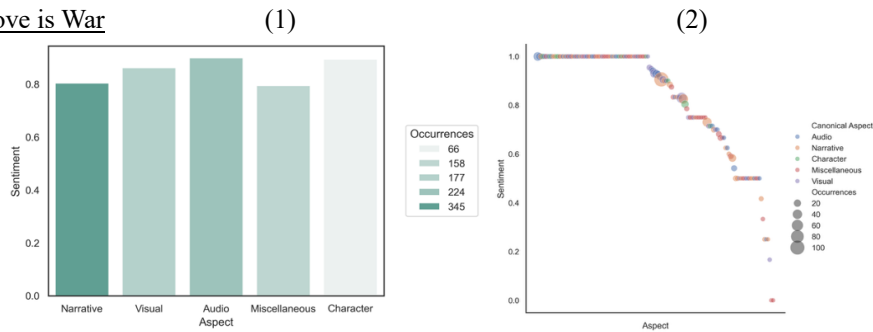 ove is War
(1)
(2)
Sentiment
0.8
0.6
0.4
0.2
0.0
Narrative
Visual
Audio
Miscellaneous
Character
Aspect
Occurrences
66
158
177
224
345
Sentiment
1.0
0.8
0.6
0.4
0.2
0.0
Aspect
Canonical Aspect
Audio
Narrative
Character
Miscellaneous
Visual
Occurrences
20
40
60
80
100